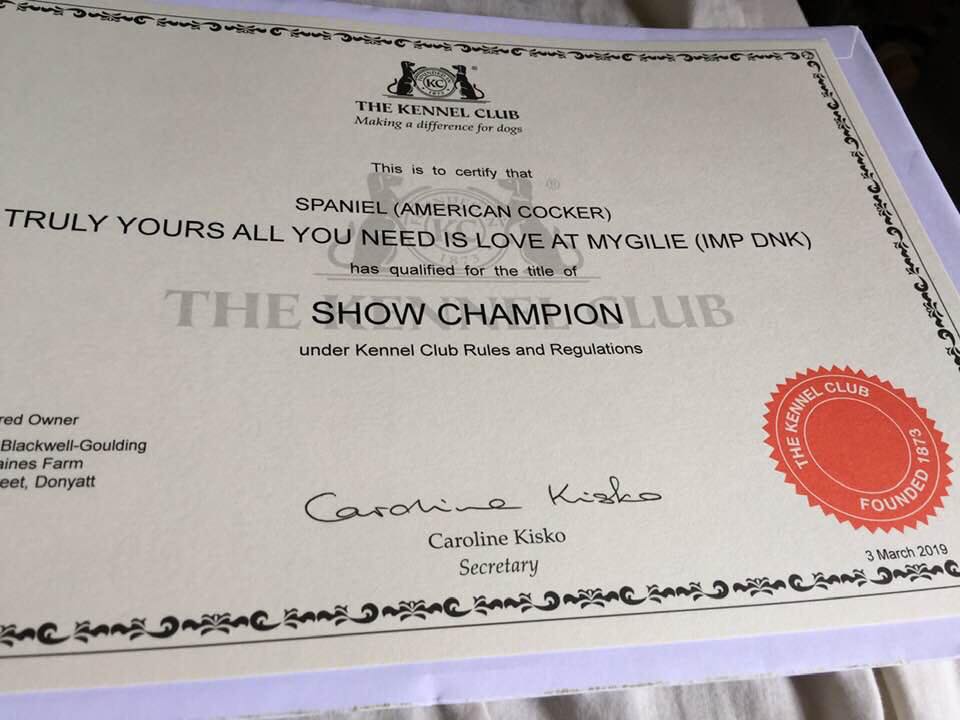 KC
THE KENNEL CLUB
Making a difference for dogs
This is to certify that
SPANIEL (AMERICAN COCKER)
TRULY YOURS ALL YOU NEED IS LOVE AT MYGILIE (IMP DNK)
has qualified for the title of
THE KENNEL CLUB
SHOW CHAMPION
under Kennel Club Rules and Regulations
THE KENNEL CLUB
FOUNDED 1873
red Owner
Blackwell-Goulding
aines Farm
eet, Donyatt
Caroline Kisko
Caroline Kisko
Secretary
3 March 2019